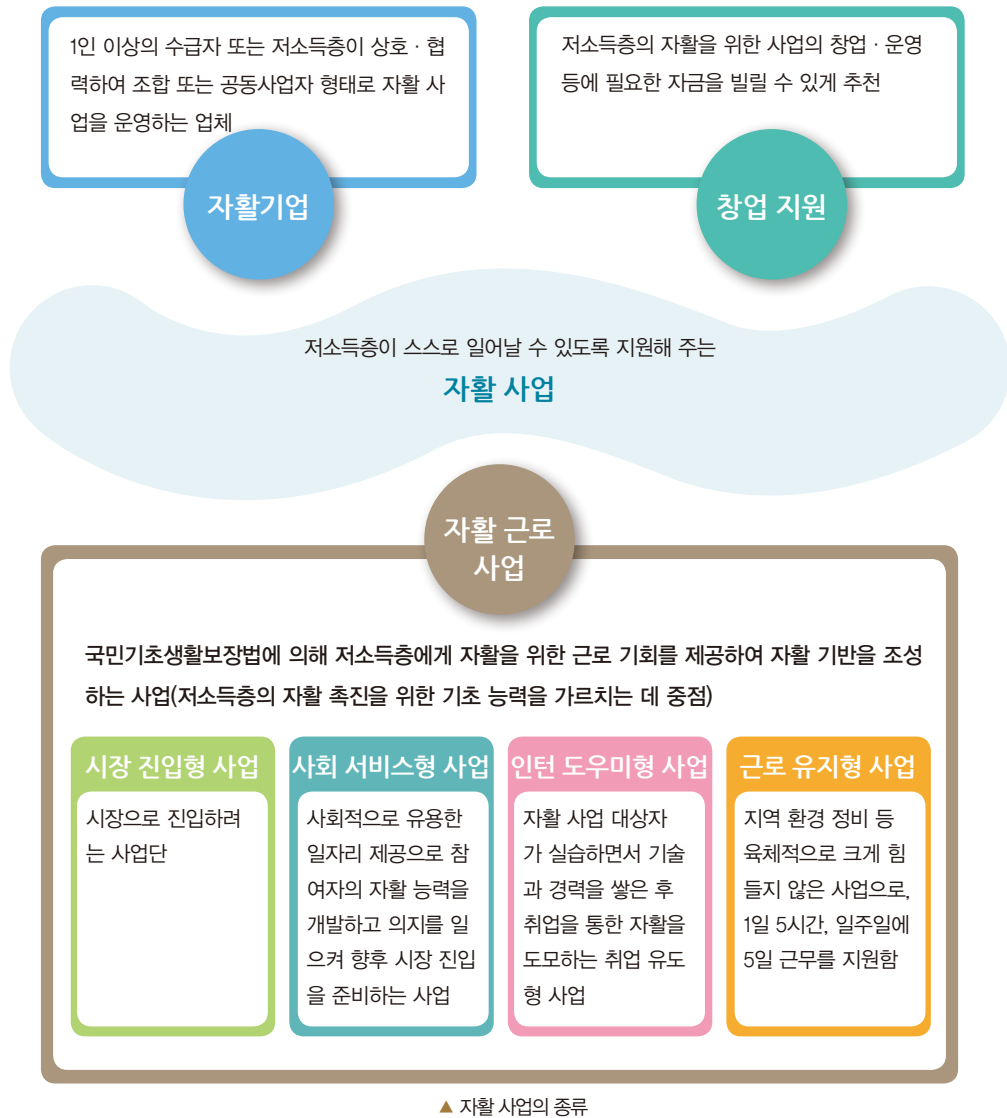 1인 이상의 수급자 또는 저소득층이 상호 · 협
력하여 조합 또는 공동사업자 형태로 자활 사
업을 운영하는 업체
자활기업
저소득층의 자활을 위한 사업의 창업 · 운영
등에 필요한 자금을 빌릴 수 있게 추천
창업 지원
저소득층이 스스로 일어날 수 있도록 지원해 주는
자활 사업
자활 근로
사업
국민기초생활보장법에 의해 저소득층에게 자활을 위한 근로 기회를 제공하여 자활 기반을 조성
하는 사업(저소득층의 자활 촉진을 위한 기초 능력을 가르치는 데 중점)
시장 진입형 사업
시장으로 진입하려
는 사업단
사회 서비스형 사업
사회적으로 유용한
일자리 제공으로 참
여자의 자활 능력을
개발하고 의지를 일
으켜 향후 시장 진입
을 준비하는 사업
인턴 도우미형 사업
자활 사업 대상자
가 실습하면서 기술
과 경력을 쌓은 후
취업을 통한 자활을
도모하는 취업 유도
형 사업
근로 유지형 사업
지역 환경 정비 등
육체적으로 크게 힘
들지 않은 사업으로,
1일 5시간, 일주일에
5일 근무를 지원함
▲ 자활 사업의 종류